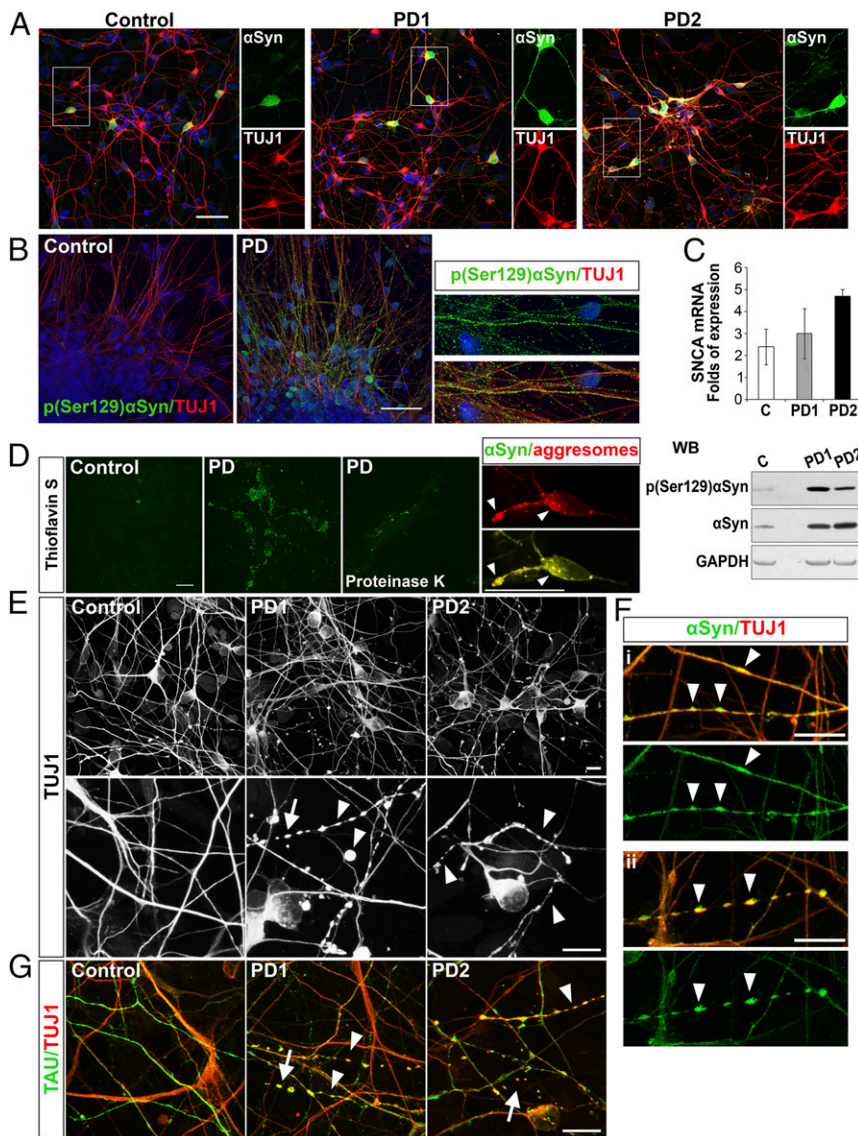 A
Control
PD1
PD2
αSyn
TUJ1
αSyn
TUJ1
αSyn
TUJ1
B
Control
p(Ser129)αSyn/TUJ1
PD
p(Ser129)αSyn/TUJ1
C
SNCA mRNA
Folds of expression
6
5
4
3
2
1
0
C PD1 PD2
WB
C PD1 PD2
p(Ser129)αSyn
αSyn
GAPDH
D
Thioflavin S
Control
PD
PD
Proteinase K
αSyn/aggresomes
E
TUJ1
Control
PD1
PD2
F
αSyn/TUJ1
i
ii
G
TAU/TUJ1
Control
PD1
PD2